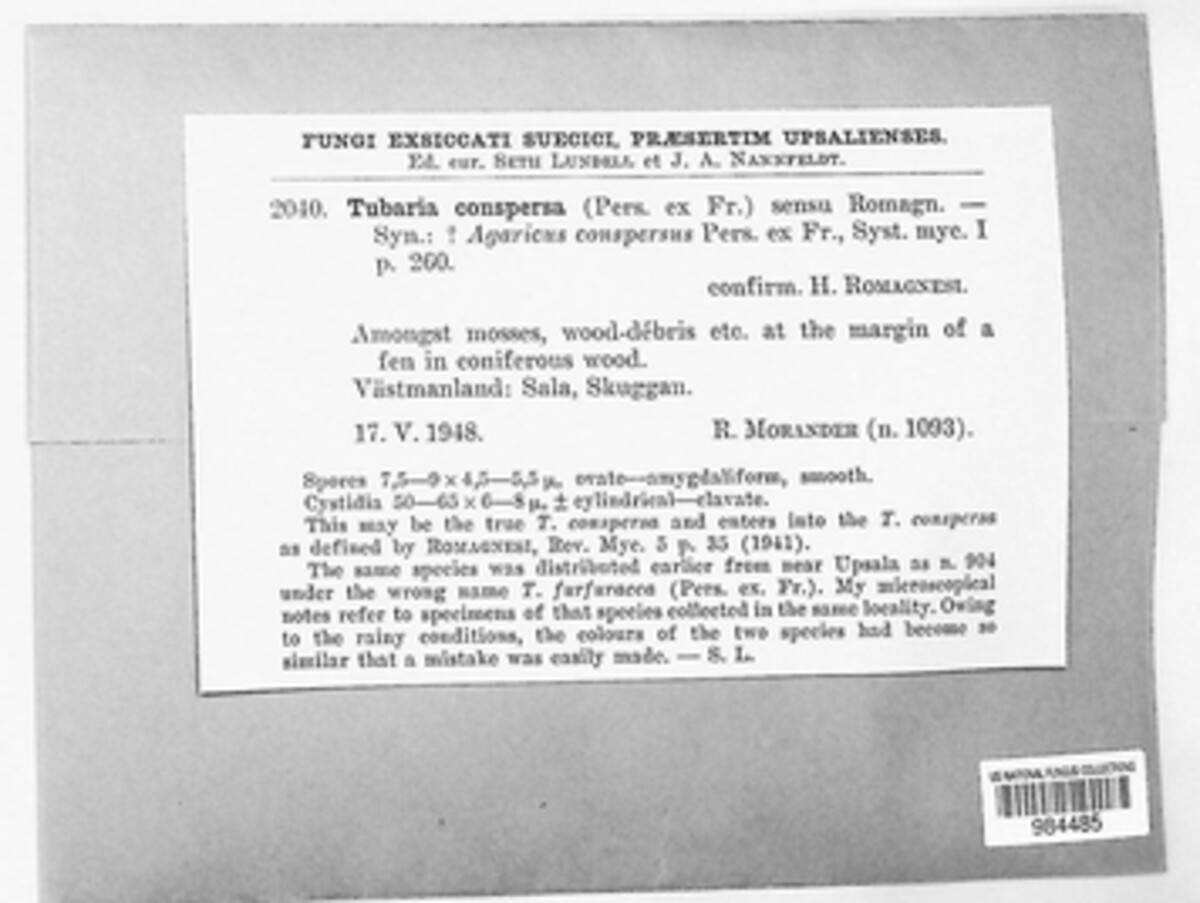 FUNGI EXSICCATI SUECICI, PRÆSERTIM UPSALIENSES.
Ed. cur. SETH LUNDELL et J. A. NANNFELDT.
2040. Tubaria conspersa (Pers. ex Fr.) sensu Romagn. —
Syn.: ? Agaricus conspersus Pers. ex Fr., Syst. myc. I
p. 260.
confirm. H. ROMAGNESI.
Amongst mosses, wood-débris etc. at the margin of a
fen in coniferous wood.
Västmanland: Sala, Skuggan.
17. V. 1948. R. MORANDER (n. 1093).
Spores 7,5—9 × 4,5—5,5 µ, ovate—amygdaliform, smooth.
Cystidia 50—65 × 6—8 µ, ± cylindrical—clavate.
This may be the true T. conspersa and enters into the T. conspersa
as defined by ROMAGNESI, Rev. Myc. 5 p. 35 (1941).
The same species was distributed earlier from near Upsala as n. 904
under the wrong name T. furfuracea (Pers. ex. Fr.). My microscopical
notes refer to specimens of that species collected in the same locality. Owing
to the rainy conditions, the colours of the two species had become so
similar that a mistake was easily made. — S. L.
US NATIONAL FUNGUS COLLECTIONS
984485